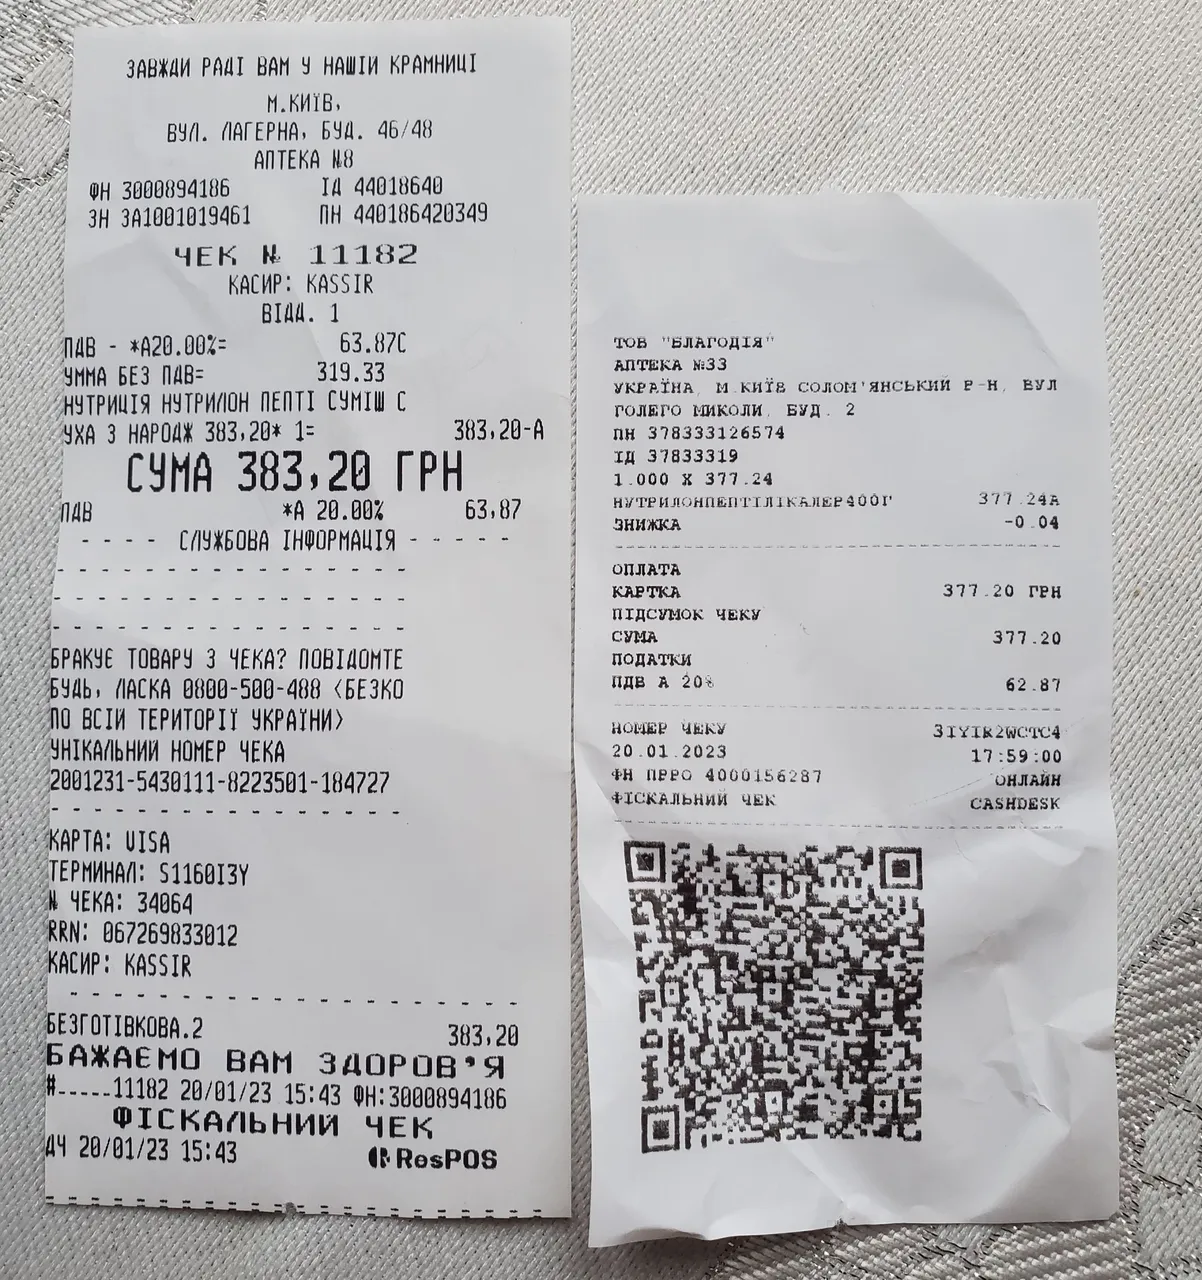 ЗАВЖДИ РАДІ ВАМ У НАШІЙ КРАМНИЦІ
М.КИЇВ,
ВУЛ. ЛАГЕРНА, БУД. 46/48
АПТЕКА №8
ФН 3000894186 ІД 44018640
ЗН ЗА1001019461 ПН 440186420349
ЧЕК № 11182
КАСИР: KASSIR
ВІДД. 1
ПДВ - *А20.00%= 63.87С
УММА БЕЗ ПДВ= 319.33
НУТРИЦІЯ НУТРИЛОН ПЕПТІ СУМІШ С
УХА З НАРОДЖ 383,20* 1= 383,20-А
СУМА 383,20 ГРН
ПДВ *А 20.00% 63,87
- - - - СЛУЖБОВА ІНФОРМАЦІЯ - - - - -
БРАКУЄ ТОВАРУ З ЧЕКА? ПОВІДОМТЕ
БУДЬ, ЛАСКА 0800-500-488 <БЕЗКО
ПО ВСІЙ ТЕРИТОРІЇ УКРАЇНИ>
УНІКАЛЬНИЙ НОМЕР ЧЕКА
2001231-5430111-8223501-184727
КАРТА: VISA
ТЕРМИНАЛ: S1160I3Y
N ЧЕКА: 34064
RRN: 067269833012
КАСИР: KASSIR
БЕЗГОТІВКОВА.2 383,20
БАЖАЄМО ВАМ ЗДОРОВ'Я
#.....11182 20/01/23 15:43 ФН:3000894186
ФІСКАЛЬНИЙ ЧЕК
ДЧ 20/01/23 15:43 ResPOS
ТОВ "БЛАГОДІЯ"
АПТЕКА №33
УКРАЇНА, М.КИЇВ СОЛОМ'ЯНСЬКИЙ Р-Н, ВУЛ
ГОЛЕГО МИКОЛИ, БУД. 2
ПН 378333126574
ІД 37833319
1.000 X 377.24
НУТРИЛОНПЕПТІЛІКАЛЕР400Г 377.24А
ЗНИЖКА -0.04
ОПЛАТА
КАРТКА 377.20 ГРН
ПІДСУМОК ЧЕКУ
СУМА 377.20
ПОДАТКИ
ПДВ А 20% 62.87
НОМЕР ЧЕКУ 3IYIR2WCTC4
20.01.2023 17:59:00
ФН ПРРО 4000156287 ОНЛАЙН
ФІСКАЛЬНИЙ ЧЕК CASHDESK